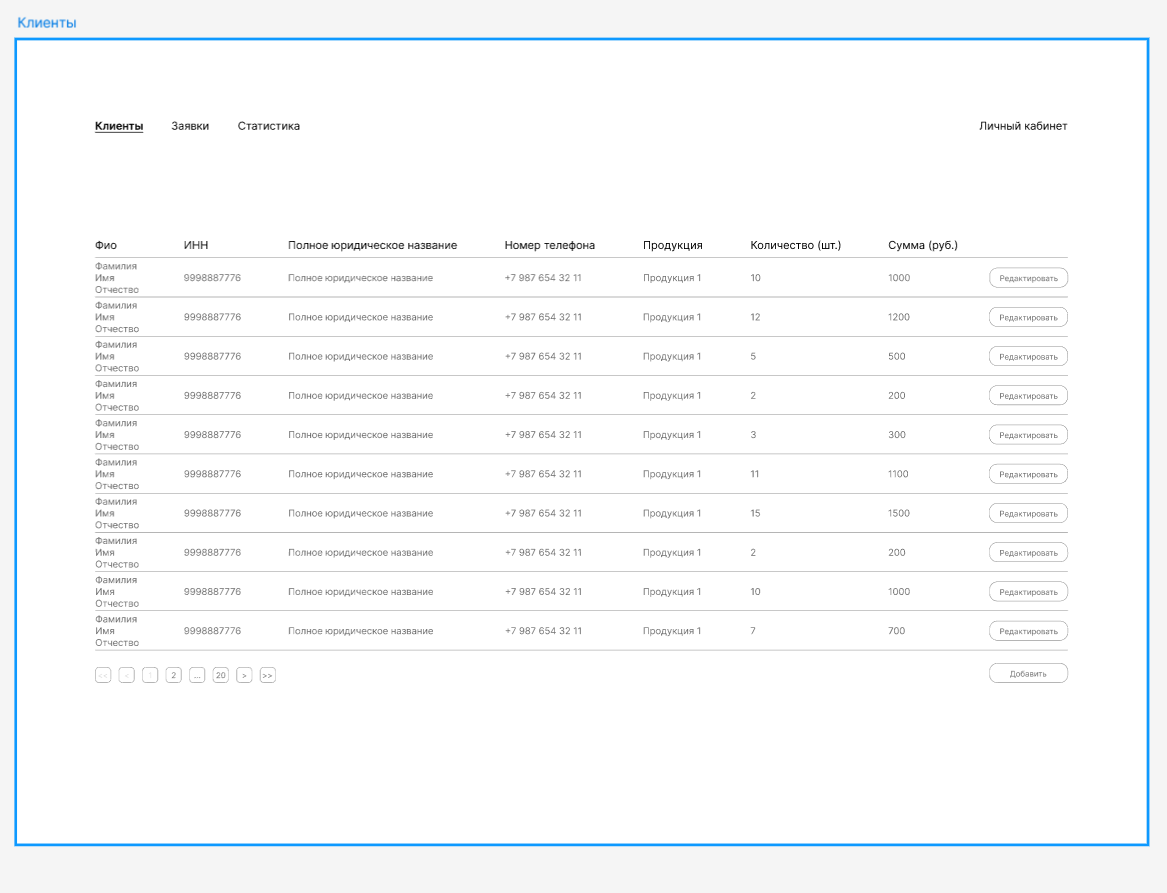 Клиенты
Клиенты Заявки Статистика Личный кабинет
Фио ИНН Полное юридическое название Номер телефона Продукция Количество (шт.) Сумма (руб.)
Фамилия
Имя
Отчество
9998887776 Полное юридическое название +7 987 654 32 11 Продукция 1 10 1000 Редактировать
Фамилия
Имя
Отчество
9998887776 Полное юридическое название +7 987 654 32 11 Продукция 1 12 1200 Редактировать
Фамилия
Имя
Отчество
9998887776 Полное юридическое название +7 987 654 32 11 Продукция 1 5 500 Редактировать
Фамилия
Имя
Отчество
9998887776 Полное юридическое название +7 987 654 32 11 Продукция 1 2 200 Редактировать
Фамилия
Имя
Отчество
9998887776 Полное юридическое название +7 987 654 32 11 Продукция 1 3 300 Редактировать
Фамилия
Имя
Отчество
9998887776 Полное юридическое название +7 987 654 32 11 Продукция 1 11 1100 Редактировать
Фамилия
Имя
Отчество
9998887776 Полное юридическое название +7 987 654 32 11 Продукция 1 15 1500 Редактировать
Фамилия
Имя
Отчество
9998887776 Полное юридическое название +7 987 654 32 11 Продукция 1 2 200 Редактировать
Фамилия
Имя
Отчество
9998887776 Полное юридическое название +7 987 654 32 11 Продукция 1 10 1000 Редактировать
Фамилия
Имя
Отчество
9998887776 Полное юридическое название +7 987 654 32 11 Продукция 1 7 700 Редактировать
<< < 1 2 ... 20 > >> Добавить